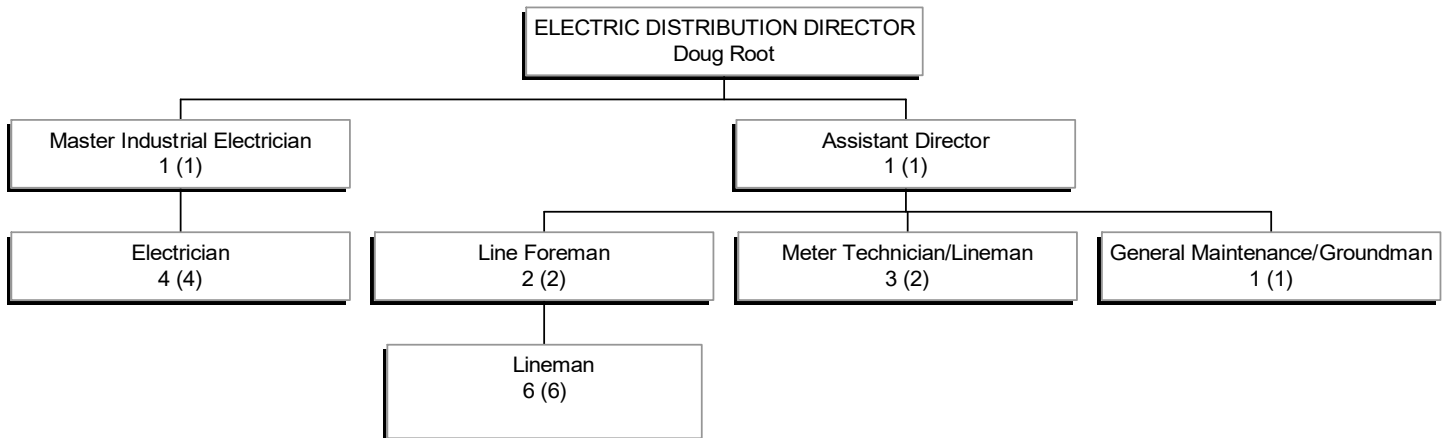 ELECTRIC DISTRIBUTION DIRECTOR
Doug Root
Master Industrial Electrician
1 (1)
Assistant Director
1 (1)
Electrician
4 (4)
Line Foreman
2 (2)
Meter Technician/Lineman
3 (2)
General Maintenance/Groundman
1 (1)
Lineman
6 (6)